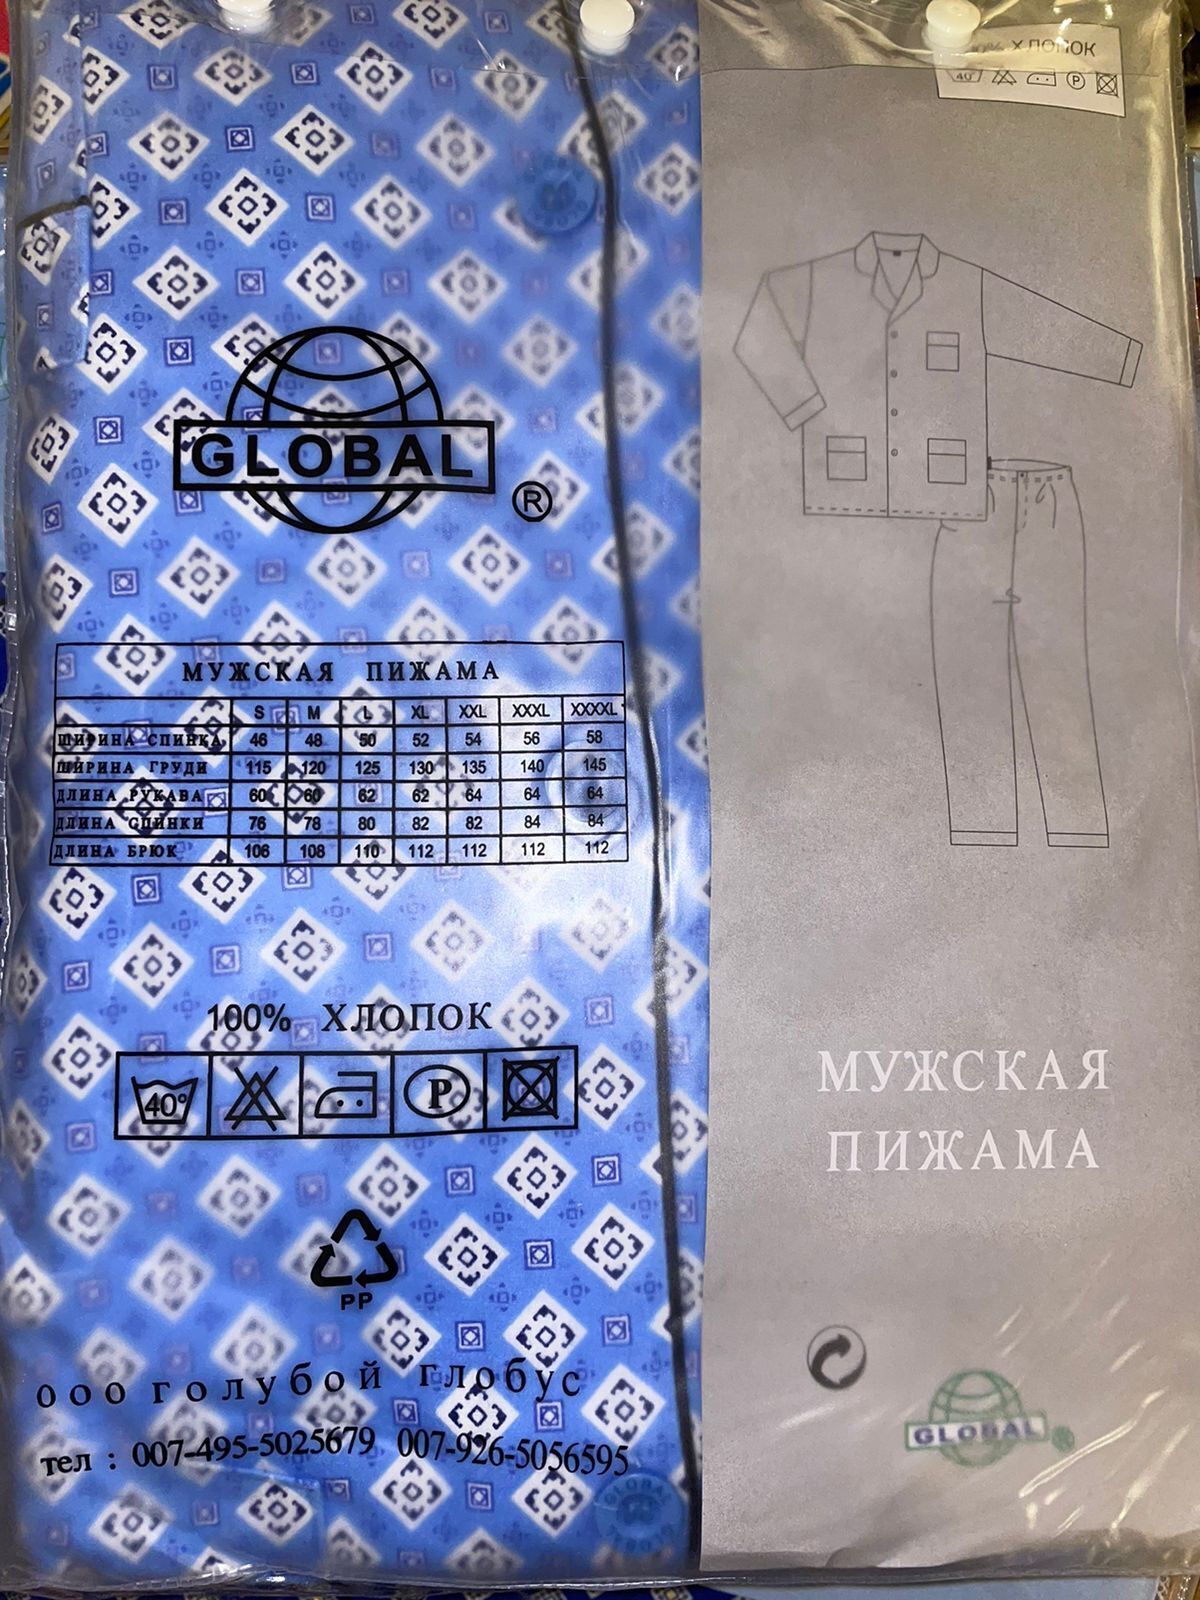 GLOBAL
®
МУЖСКАЯ ПИЖАМА
S M L XL XXL XXXL XXXXL
ШИРИНА СПИНКА 46 48 50 52 54 56 58
ШИРИНА ГРУДИ 115 120 125 130 135 140 145
ДЛИНА РУКАВА 60 60 62 62 64 64 64
ДЛИНА СПИНКИ 76 78 80 82 82 84 84
ДЛИНА БРЮК 106 108 110 112 112 112 112
100% ХЛОПОК
40° P
PP
ооо голубой глобус
тел : 007-495-5025679 007-926-5056595
GLOBAL
ХЛОПОК
40° P
МУЖСКАЯ
ПИЖАМА
GLOBAL ®